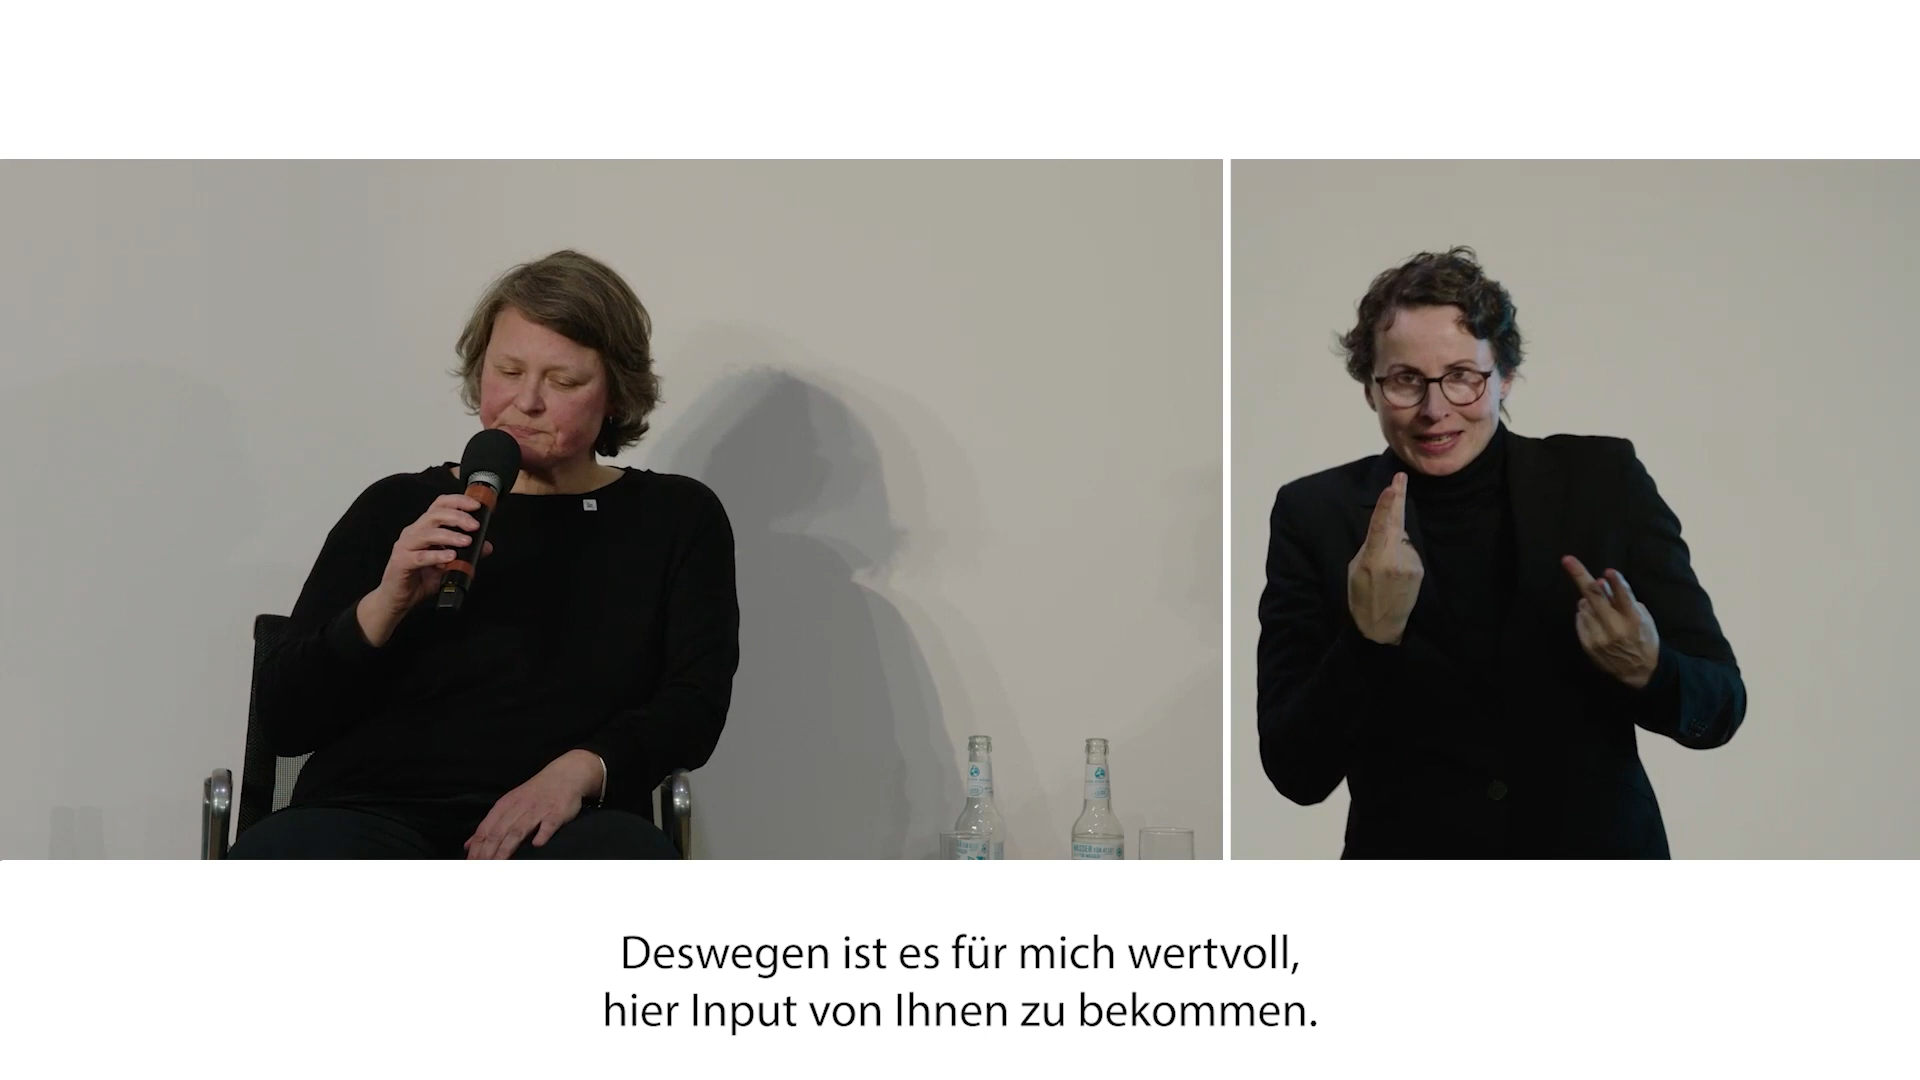 Deswegen ist es für mich wertvoll,
hier Input von Ihnen zu bekommen.